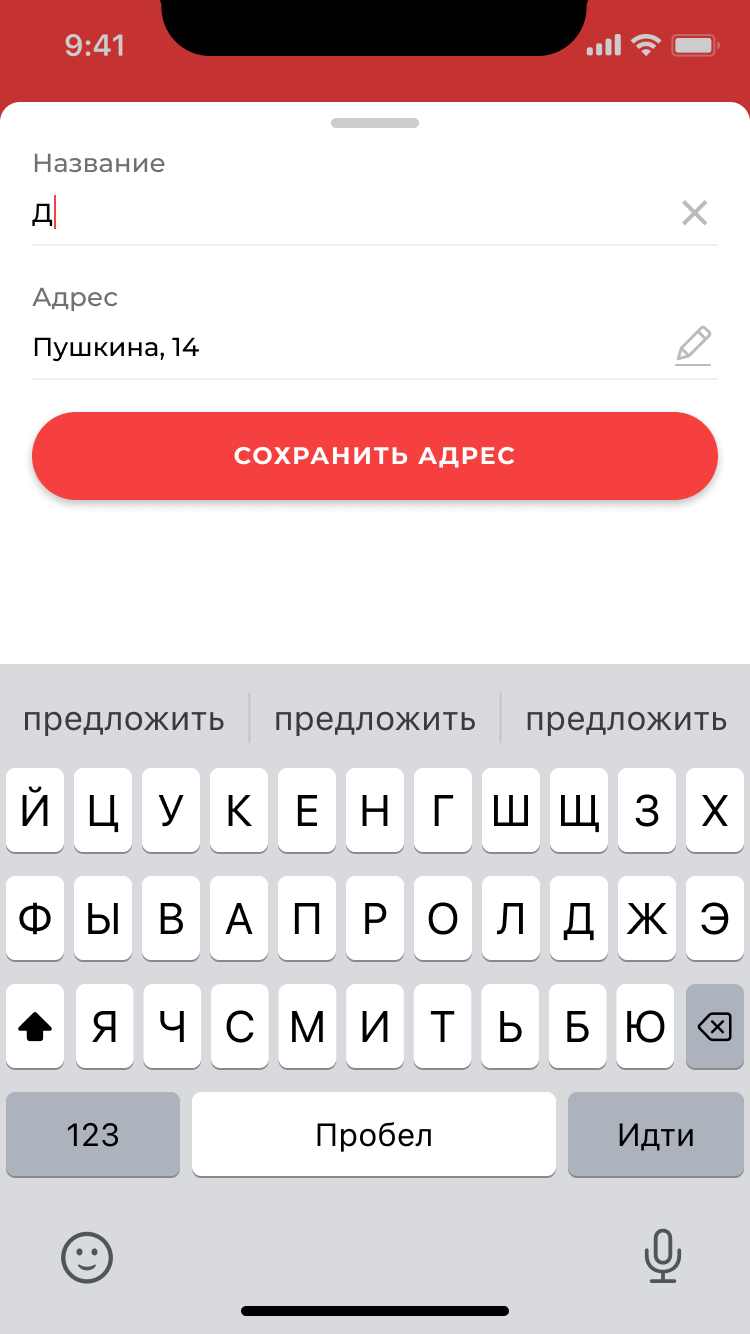 9:41
Название
Д
Адрес
Пушкина, 14
СОХРАНИТЬ АДРЕС
предложить предложить предложить
Й Ц У К Е Н Г Ш Щ З Х
Ф Ы В А П Р О Л Д Ж Э
Я Ч С М И Т Ь Б Ю
123 Пробел Идти